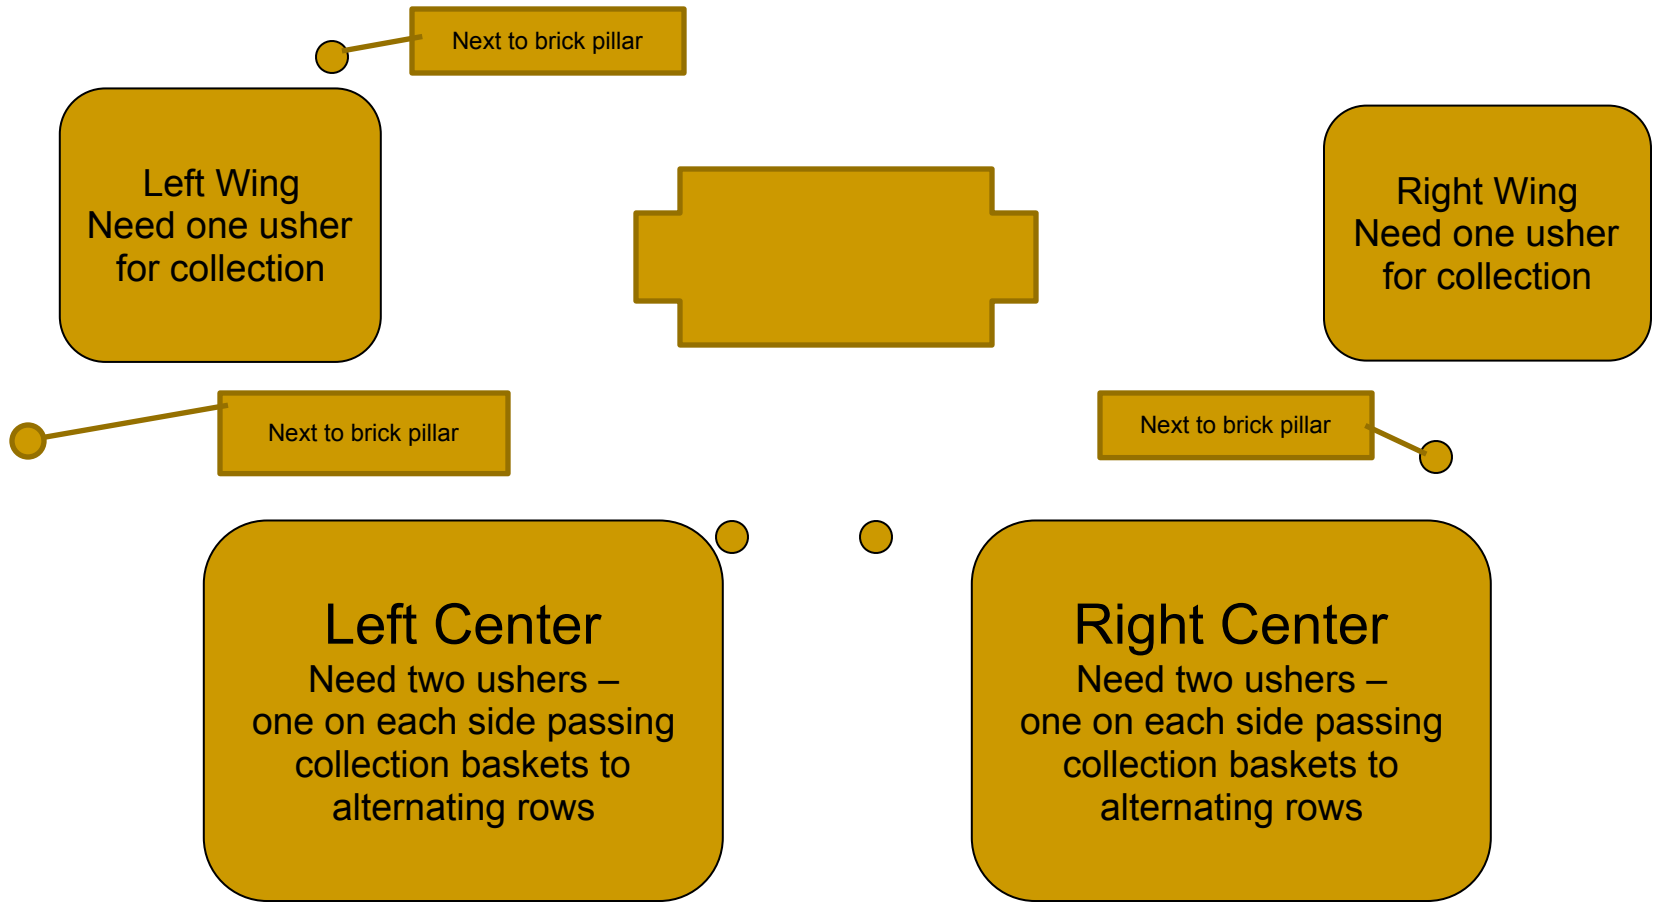 Next to brick pillar
Left Wing
Need one usher
for collection
Right Wing
Need one usher
for collection
Next to brick pillar
Next to brick pillar
Left Center
Need two ushers –
one on each side passing
collection baskets to
alternating rows
Right Center
Need two ushers –
one on each side passing
collection baskets to
alternating rows